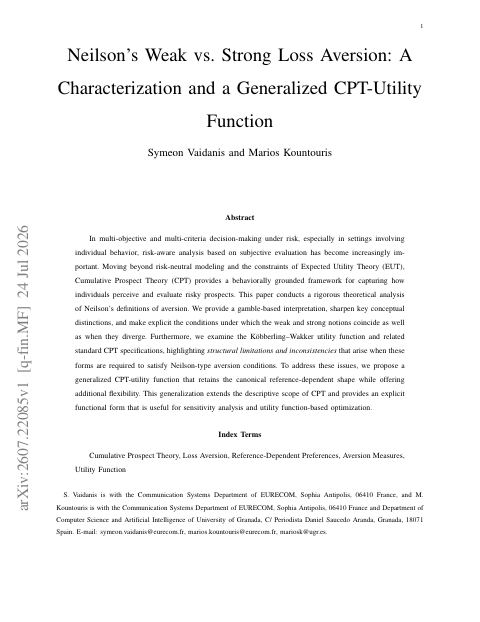 1
Neilson's Weak vs. Strong Loss Aversion: A
Characterization and a Generalized CPT-Utility
Function
Symeon Vaidanis and Marios Kountouris
Abstract
In multi-objective and multi-criteria decision-making under risk, especially in settings involving
individual behavior, risk-aware analysis based on subjective evaluation has become increasingly im-
portant. Moving beyond risk-neutral modeling and the constraints of Expected Utility Theory (EUT),
Cumulative Prospect Theory (CPT) provides a behaviorally grounded framework for capturing how
individuals perceive and evaluate risky prospects. This paper conducts a rigorous theoretical analysis
of Neilson's definitions of aversion. We provide a gamble-based interpretation, sharpen key conceptual
distinctions, and make explicit the conditions under which the weak and strong notions coincide as well
as when they diverge. Furthermore, we examine the Köbberling–Wakker utility function and related
standard CPT specifications, highlighting structural limitations and inconsistencies that arise when these
forms are required to satisfy Neilson-type aversion conditions. To address these issues, we propose a
generalized CPT-utility function that retains the canonical reference-dependent shape while offering
additional flexibility. This generalization extends the descriptive scope of CPT and provides an explicit
functional form that is useful for sensitivity analysis and utility function-based optimization.
Index Terms
Cumulative Prospect Theory, Loss Aversion, Reference-Dependent Preferences, Aversion Measures,
Utility Function
S. Vaidanis is with the Communication Systems Department of EURECOM, Sophia Antipolis, 06410 France, and M.
Kountouris is with the Communication Systems Department of EURECOM, Sophia Antipolis, 06410 France and Department of
Computer Science and Artificial Intelligence of University of Granada, C/ Periodista Daniel Saucedo Aranda, Granada, 18071
Spain. E-mail: symeon.vaidanis@eurecom.fr, marios.kountouris@eurecom.fr, mariosk@ugr.es.
arXiv:2607.22085v1 [q-fin.MF] 24 Jul 2026